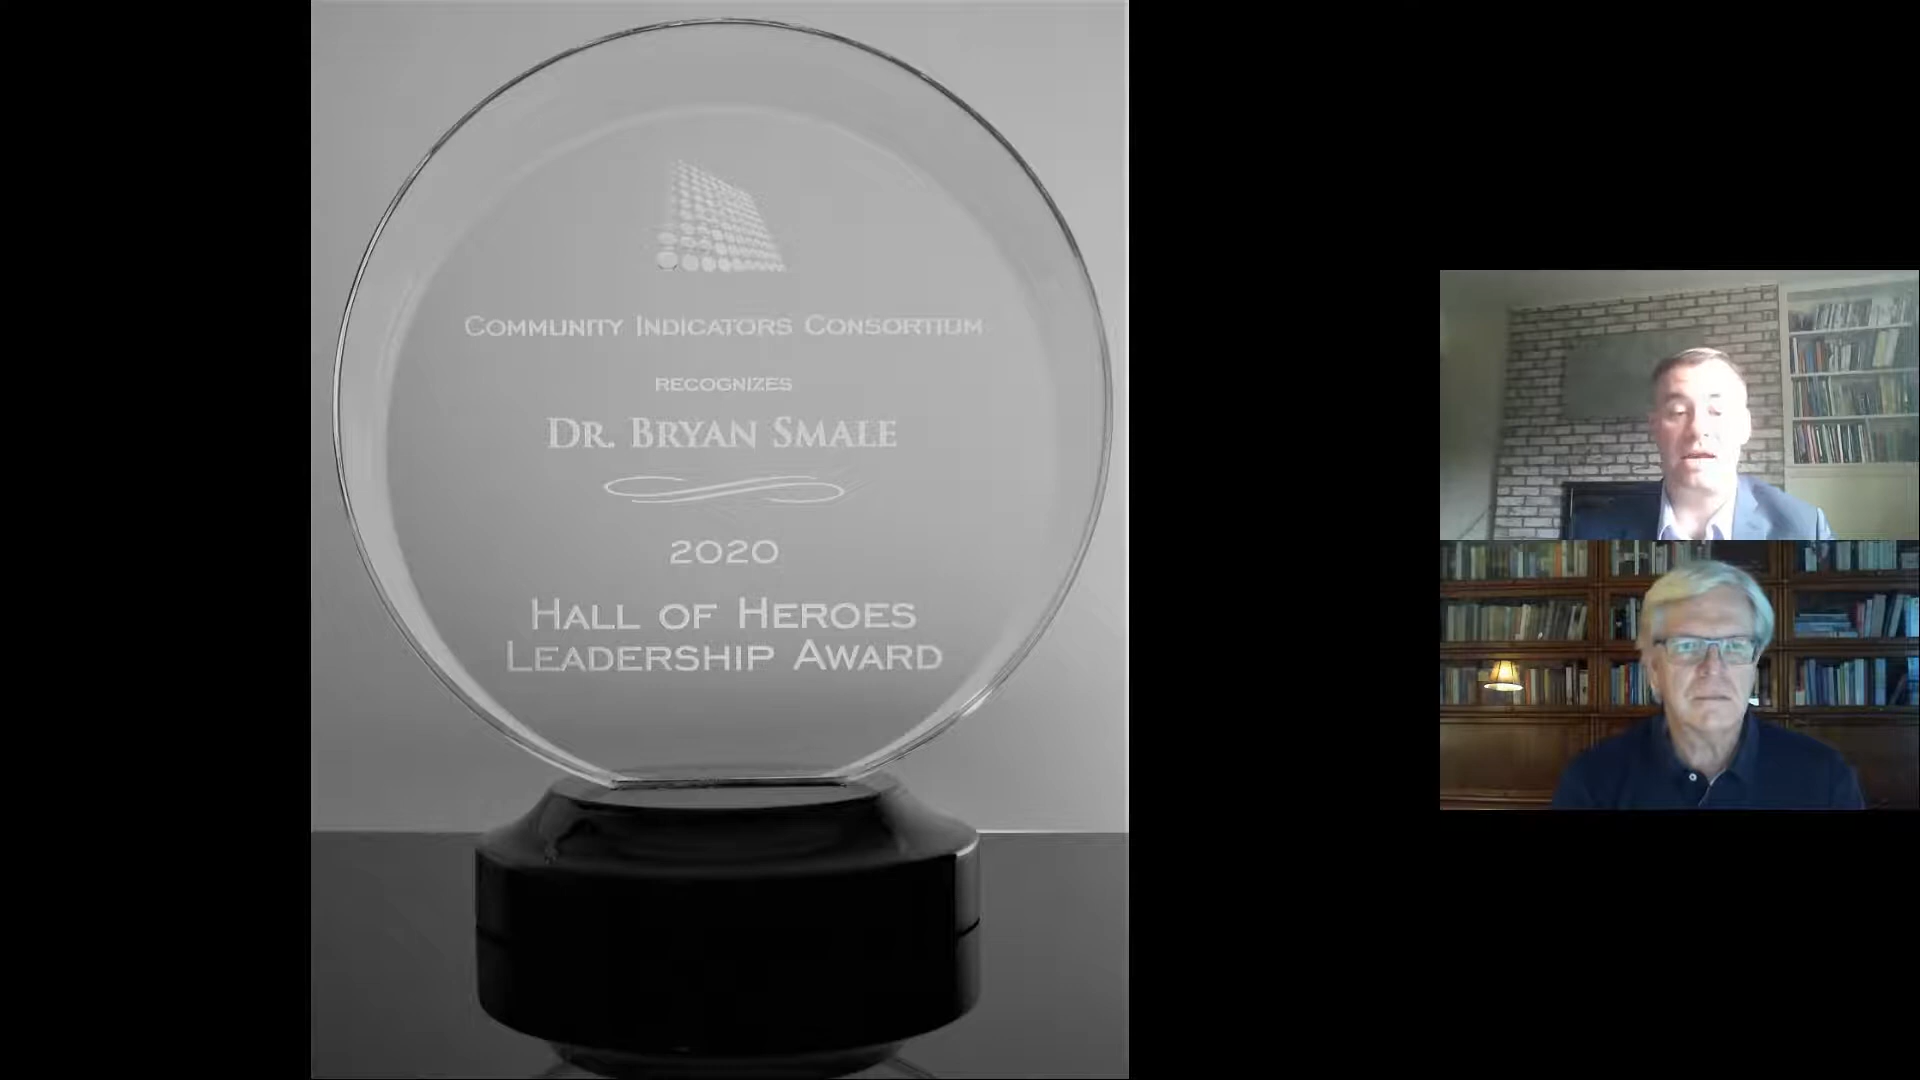 COMMUNITY INDICATORS CONSORTIUM
RECOGNIZES
DR. BRYAN SMALE
2020
HALL OF HEROES
LEADERSHIP AWARD